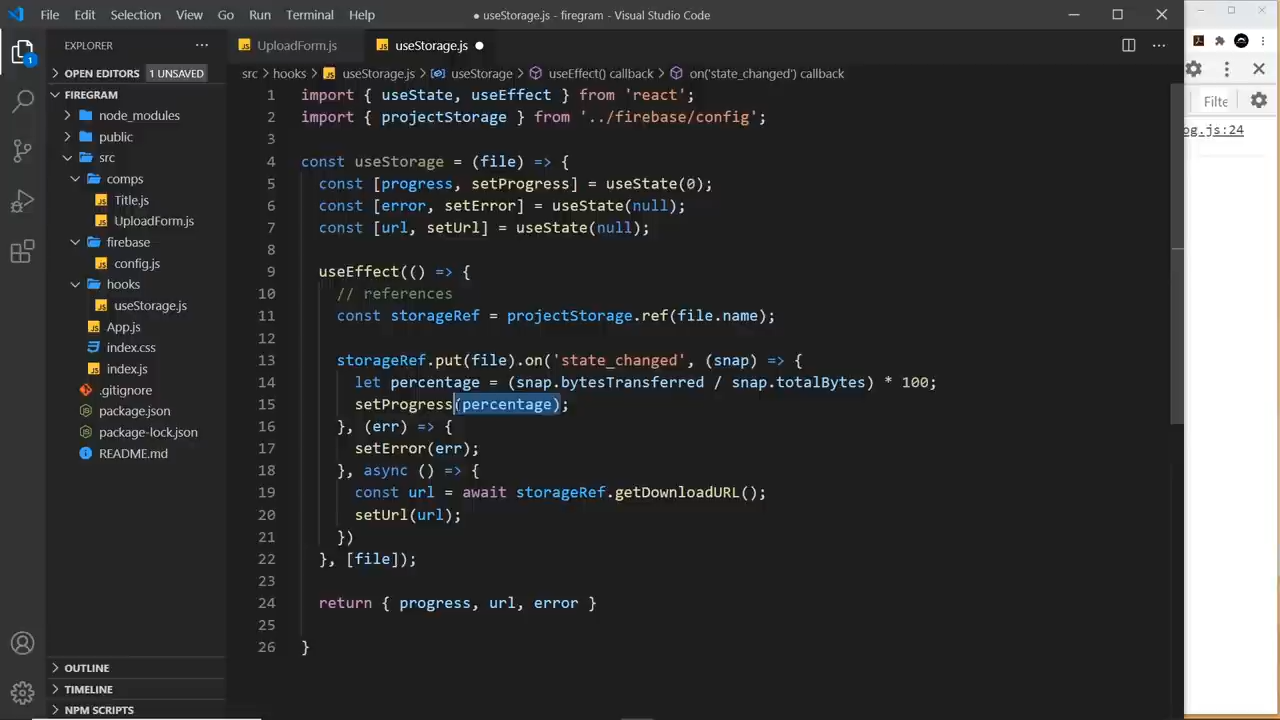 File Edit Selection View Go Run Terminal Help
● useStorage.js - firegram - Visual Studio Code
EXPLORER
OPEN EDITORS 1 UNSAVED
FIREGRAM
node_modules
public
src
comps
Title.js
UploadForm.js
firebase
config.js
hooks
useStorage.js
App.js
index.css
index.js
.gitignore
package.json
package-lock.json
README.md
OUTLINE
TIMELINE
NPM SCRIPTS
1
UploadForm.js
useStorage.js
src > hooks > useStorage.js > useStorage > useEffect() callback > on('state_changed') callback
1 import { useState, useEffect } from 'react';
2 import { projectStorage } from '../firebase/config';
3
4 const useStorage = (file) => {
5 const [progress, setProgress] = useState(0);
6 const [error, setError] = useState(null);
7 const [url, setUrl] = useState(null);
8
9 useEffect(() => {
10 // references
11 const storageRef = projectStorage.ref(file.name);
12
13 storageRef.put(file).on('state_changed', (snap) => {
14 let percentage = (snap.bytesTransferred / snap.totalBytes) * 100;
15 setProgress(percentage);
16 }, (err) => {
17 setError(err);
18 }, async () => {
19 const url = await storageRef.getDownloadURL();
20 setUrl(url);
21 })
22 }, [file]);
23
24 return { progress, url, error }
25
26 }
Filte
og.js:24